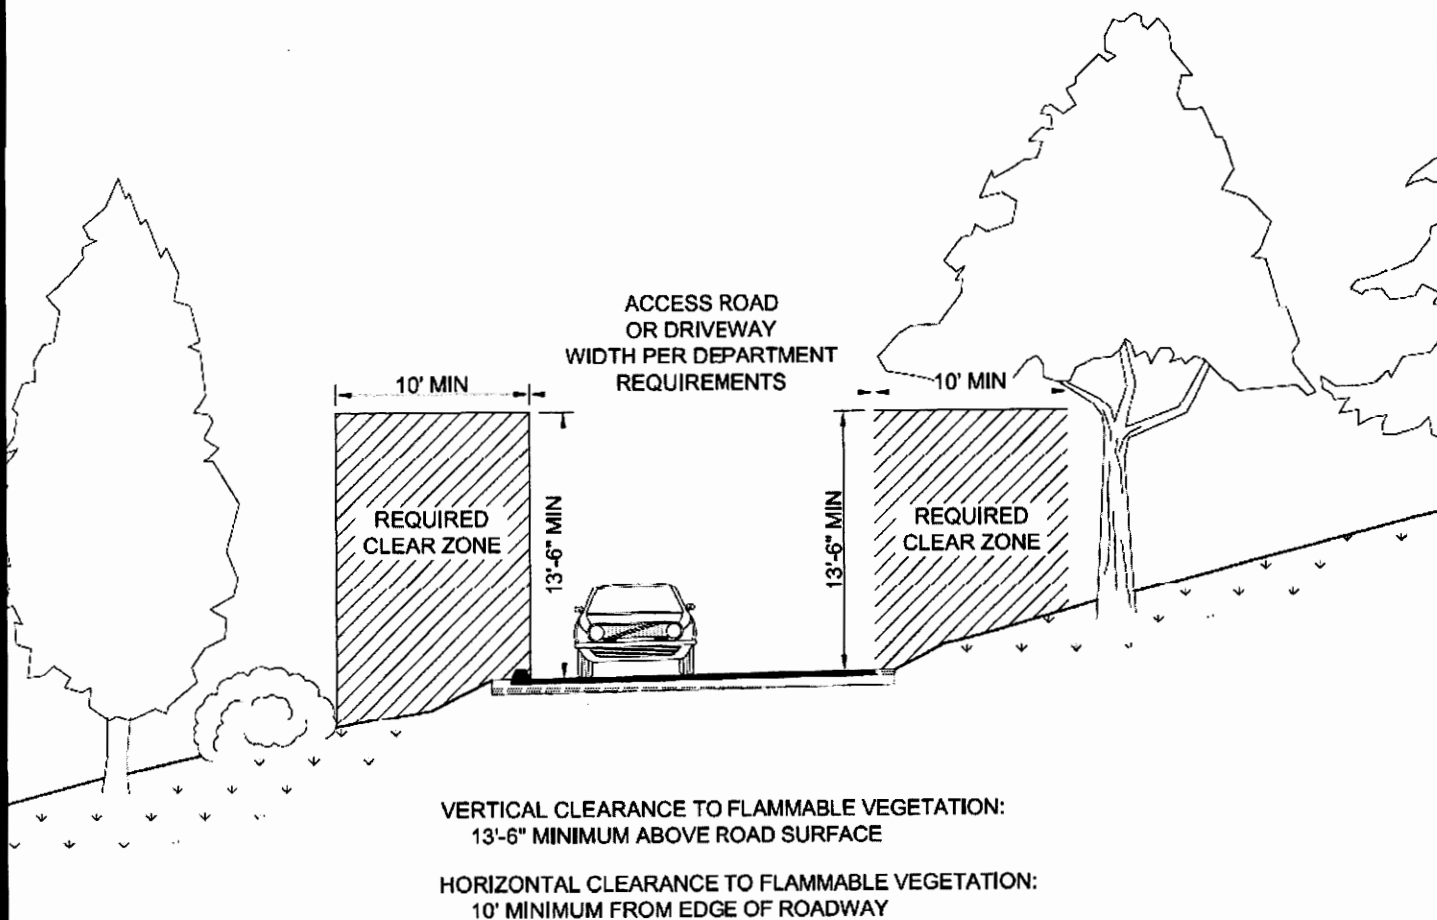 ACCESS ROAD
OR DRIVEWAY
WIDTH PER DEPARTMENT
REQUIREMENTS
10' MIN
10' MIN
13'-6" MIN
13'-6" MIN
REQUIRED
CLEAR ZONE
REQUIRED
CLEAR ZONE
VERTICAL CLEARANCE TO FLAMMABLE VEGETATION:
13'-6" MINIMUM ABOVE ROAD SURFACE
HORIZONTAL CLEARANCE TO FLAMMABLE VEGETATION:
10' MINIMUM FROM EDGE OF ROADWAY